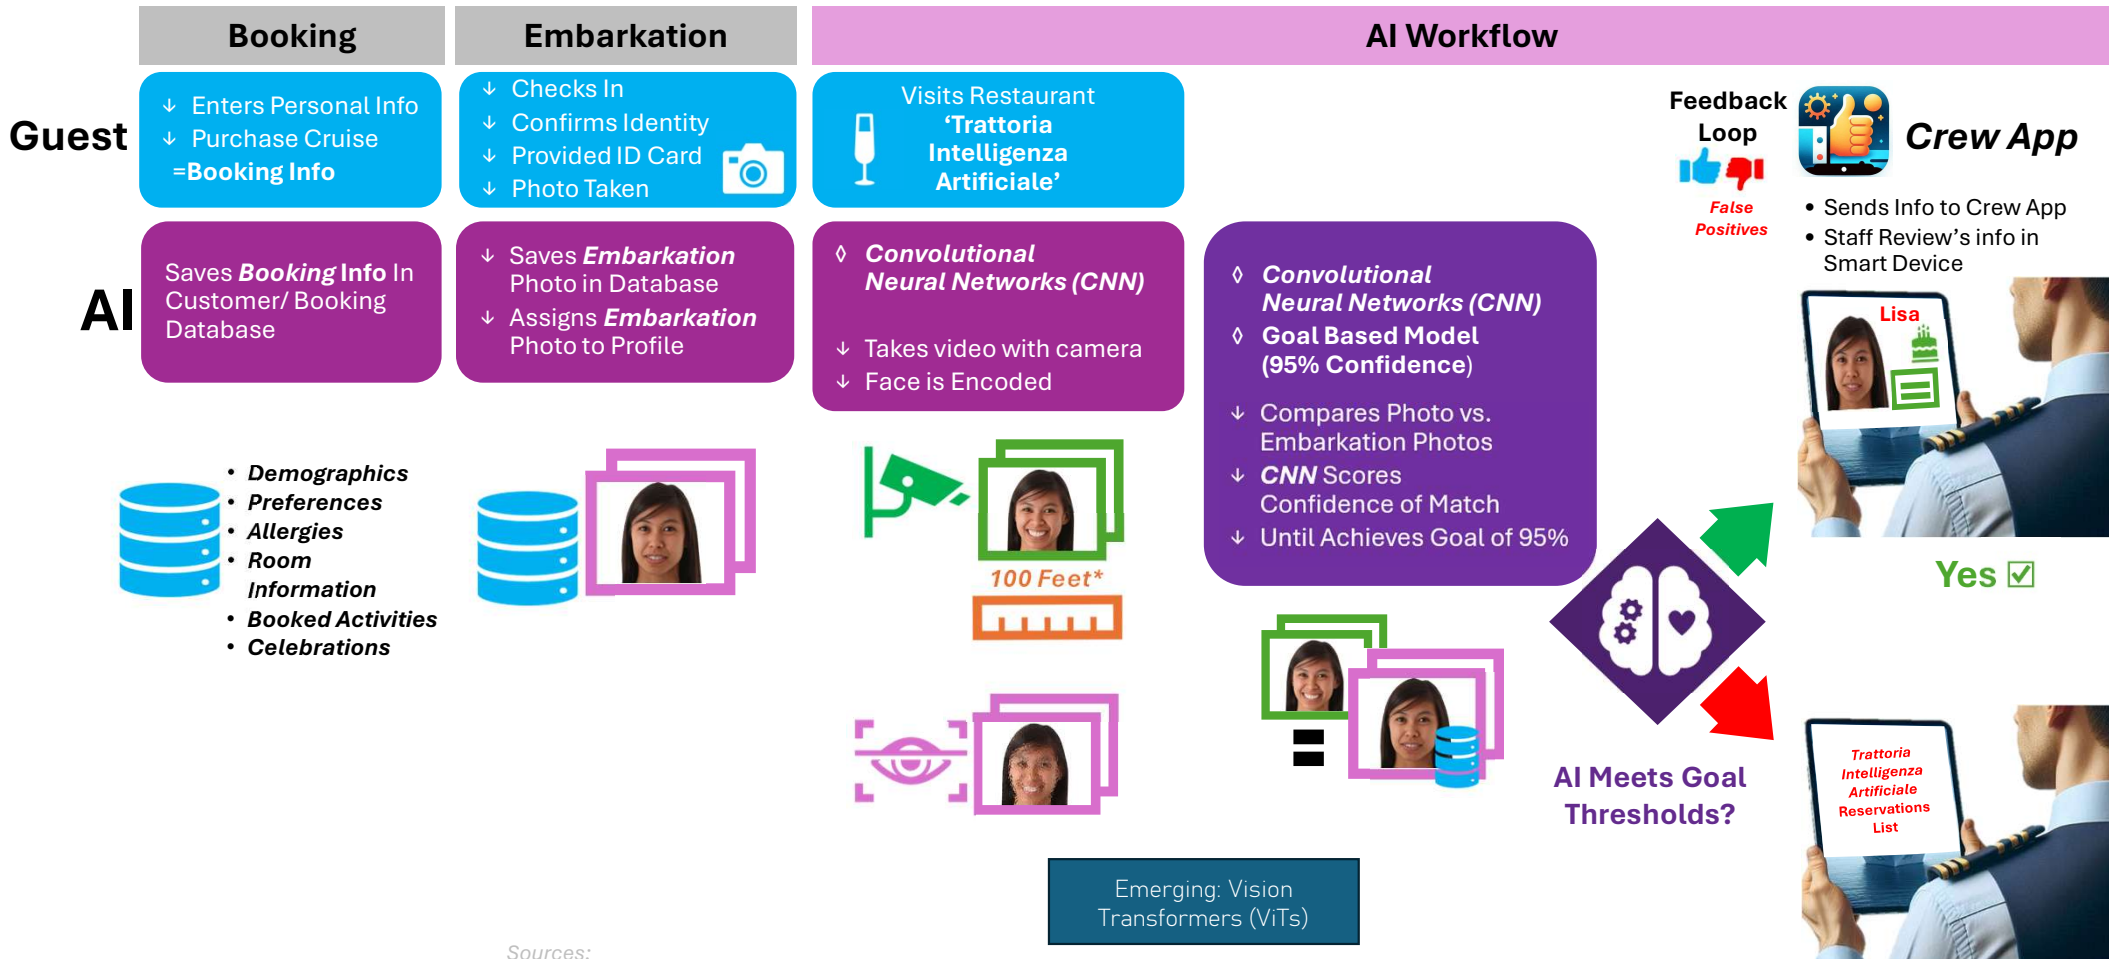 Booking
Embarkation
AI Workflow
Guest
↓ Enters Personal Info
↓ Purchase Cruise
=Booking Info
↓ Checks In
↓ Confirms Identity
↓ Provided ID Card
↓ Photo Taken
Visits Restaurant
‘Trattoria
Intelligenza
Artificiale’
Feedback
Loop
False
Positives
Crew App
• Sends Info to Crew App
• Staff Review's info in
Smart Device
AI
Saves Booking Info In
Customer/ Booking
Database
↓ Saves Embarkation
Photo in Database
↓ Assigns Embarkation
Photo to Profile
◊ Convolutional
Neural Networks (CNN)
↓ Takes video with camera
↓ Face is Encoded
◊ Convolutional
Neural Networks (CNN)
◊ Goal Based Model
(95% Confidence)
↓ Compares Photo vs.
Embarkation Photos
↓ CNN Scores
Confidence of Match
↓ Until Achieves Goal of 95%
Lisa
• Demographics
• Preferences
• Allergies
• Room
Information
• Booked Activities
• Celebrations
100 Feet*
Yes ☑
AI Meets Goal
Thresholds?
Trattoria
Intelligenza
Artificiale
Reservations
List
Emerging: Vision
Transformers (ViTs)
Sources: